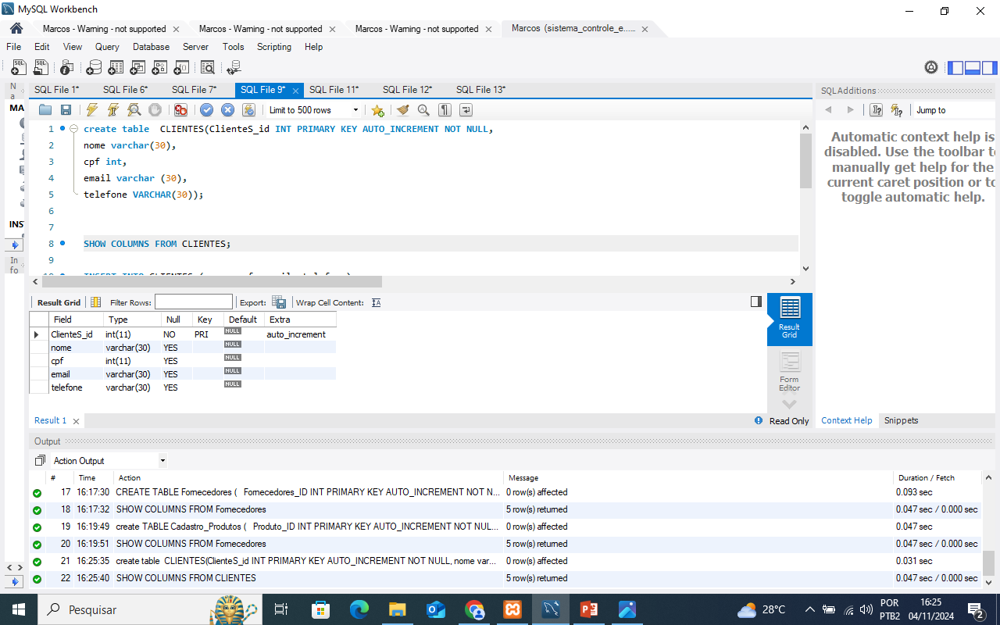 MySQL Workbench
Marcos - Warning - not supported
Marcos - Warning - not supported
Marcos - Warning - not supported
Marcos (sistema_controle_e......
File Edit View Query Database Server Tools Scripting Help
N
a
MA
INS
In
fo
SQL File 1*
SQL File 6*
SQL File 7*
SQL File 9*
SQL File 11*
SQL File 12*
SQL File 13*
Limit to 500 rows
1 create table  CLIENTES(ClienteS_id INT PRIMARY KEY AUTO_INCREMENT NOT NULL,
2 nome varchar(30),
3 cpf int,
4 email varchar (30),
5 telefone VARCHAR(30));
6
7
8 SHOW COLUMNS FROM CLIENTES;
9
SQLAdditions
Jump to
Automatic context help is
disabled. Use the toolbar to
manually get help for the
current caret position or to
toggle automatic help.
Result Grid Filter Rows: Export: Wrap Cell Content:
Field Type Null Key Default Extra
ClienteS_id int(11) NO PRI NULL auto_increment
nome varchar(30) YES NULL
cpf int(11) YES NULL
email varchar(30) YES NULL
telefone varchar(30) YES NULL
Result
Grid
Form
Editor
Result 1
Read Only
Context Help Snippets
Output
Action Output
# Time Action Message Duration / Fetch
17 16:17:30 CREATE TABLE Fornecedores (   Fornecedores_ID INT PRIMARY KEY AUTO_INCREMENT NOT N... 0 row(s) affected 0.093 sec
18 16:17:32 SHOW COLUMNS FROM Fornecedores 5 row(s) returned 0.047 sec / 0.000 sec
19 16:19:49 create TABLE Cadastro_Produtos (   Produto_ID INT PRIMARY KEY AUTO_INCREMENT NOT NUL... 0 row(s) affected 0.047 sec
20 16:19:51 SHOW COLUMNS FROM Fornecedores 5 row(s) returned 0.047 sec / 0.000 sec
21 16:25:35 create table  CLIENTES(ClienteS_id INT PRIMARY KEY AUTO_INCREMENT NOT NULL, nome var... 0 row(s) affected 0.031 sec
22 16:25:40 SHOW COLUMNS FROM CLIENTES 5 row(s) returned 0.047 sec / 0.000 sec
Pesquisar
28°C
POR
PTB2
16:25
04/11/2024
2